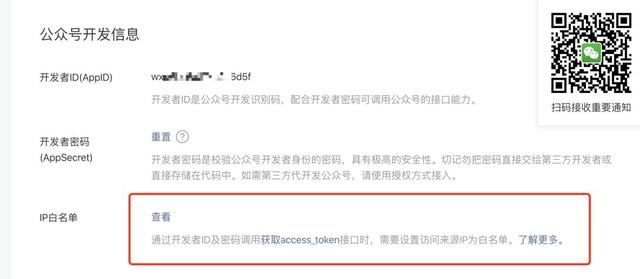 公众号开发信息
扫码接收重要通知
开发者ID(AppID)
wx 6d5f
开发者ID是公众号开发识别码，配合开发者密码可调用公众号的接口能力。
开发者密码
(AppSecret)
重置 ?
开发者密码是校验公众号开发者身份的密码，具有极高的安全性。切记勿把密码直接交给第三方开发者或
直接存储在代码中。如需第三方代开发公众号，请使用授权方式接入。
IP白名单
查看
通过开发者ID及密码调用获取access_token接口时，需要设置访问来源IP为白名单。了解更多。